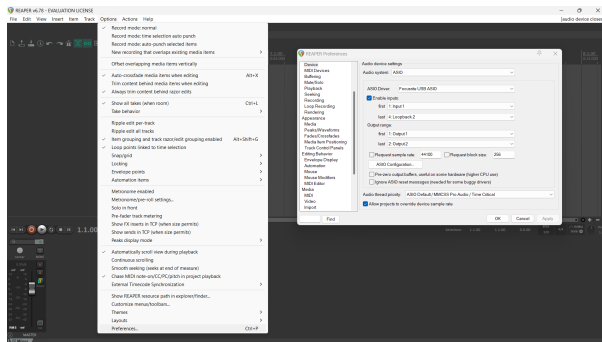 REAPER v6.78 - EVALUATION LICENSE
File Edit View Insert Item Track Options Actions Help
[audio device closed
Record mode: normal
Record mode: time selection auto punch
Record mode: auto-punch selected items
New recording that overlaps existing media items
Offset overlapping media items vertically
Auto-crossfade media items when editing Alt+X
Trim content behind media items when editing
Always trim content behind razor edits
Show all takes (when room) Ctrl+L
Take behavior
Ripple edit per-track
Ripple edit all tracks
Item grouping and track razor/edit grouping enabled Alt+Shift+G
Loop points linked to time selection
Snap/grid
Locking
Envelope points
Automation items
Metronome enabled
Metronome/pre-roll settings...
Solo in front
Pre-fader track metering
Show FX inserts in TCP (when size permits)
Show sends in TCP (when size permits)
Peaks display mode
Automatically scroll view during playback
Continuous scrolling
Smooth seeking (seeks at end of measure)
Chase MIDI note-on/CC/PC/pitch in project playback
External Timecode Synchronization
Show REAPER resource path in explorer/finder...
Customize menus/toolbars...
Themes
Layouts
Preferences... Ctrl+P
REAPER Preferences
Device
MIDI Devices
Buffering
Mute/Solo
Playback
Seeking
Recording
Loop Recording
Rendering
Appearance
Media
Peaks/Waveforms
Fades/Crossfades
Media Item Positioning
Track Control Panels
Editing Behavior
Envelope Display
Automation
Mouse
Mouse Modifiers
MIDI Editor
Media
MIDI
Video
Import
Find
Audio device settings
Audio system: ASIO
ASIO Driver: Focusrite USB ASIO
Enable inputs:
first 1: Input 1
last 4: Loopback 2
Output range:
first 1: Output 1
last 2: Output 2
Request sample rate: 44100 Request block size: 256
ASIO Configuration...
Pre-zero output buffers, useful on some hardware (higher CPU use)
Ignore ASIO reset messages (needed for some buggy drivers)
Audio thread priority: ASIO Default / MMCSS Pro Audio / Time Critical
Allow projects to override device sample rate
OK Cancel Apply
1.1.00
MASTER